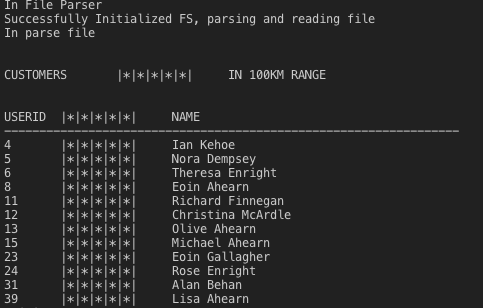 In File Parser
Successfully Initialized FS, parsing and reading file
In parse file
CUSTOMERS |*|*|*|*|*| IN 100KM RANGE
USERID |*|*|*|*|*| NAME
-----------------------------------------------------------------
4 |*|*|*|*|*| Ian Kehoe
5 |*|*|*|*|*| Nora Dempsey
6 |*|*|*|*|*| Theresa Enright
8 |*|*|*|*|*| Eoin Ahearn
11 |*|*|*|*|*| Richard Finnegan
12 |*|*|*|*|*| Christina McArdle
13 |*|*|*|*|*| Olive Ahearn
15 |*|*|*|*|*| Michael Ahearn
23 |*|*|*|*|*| Eoin Gallagher
24 |*|*|*|*|*| Rose Enright
31 |*|*|*|*|*| Alan Behan
39 |*|*|*|*|*| Lisa Ahearn